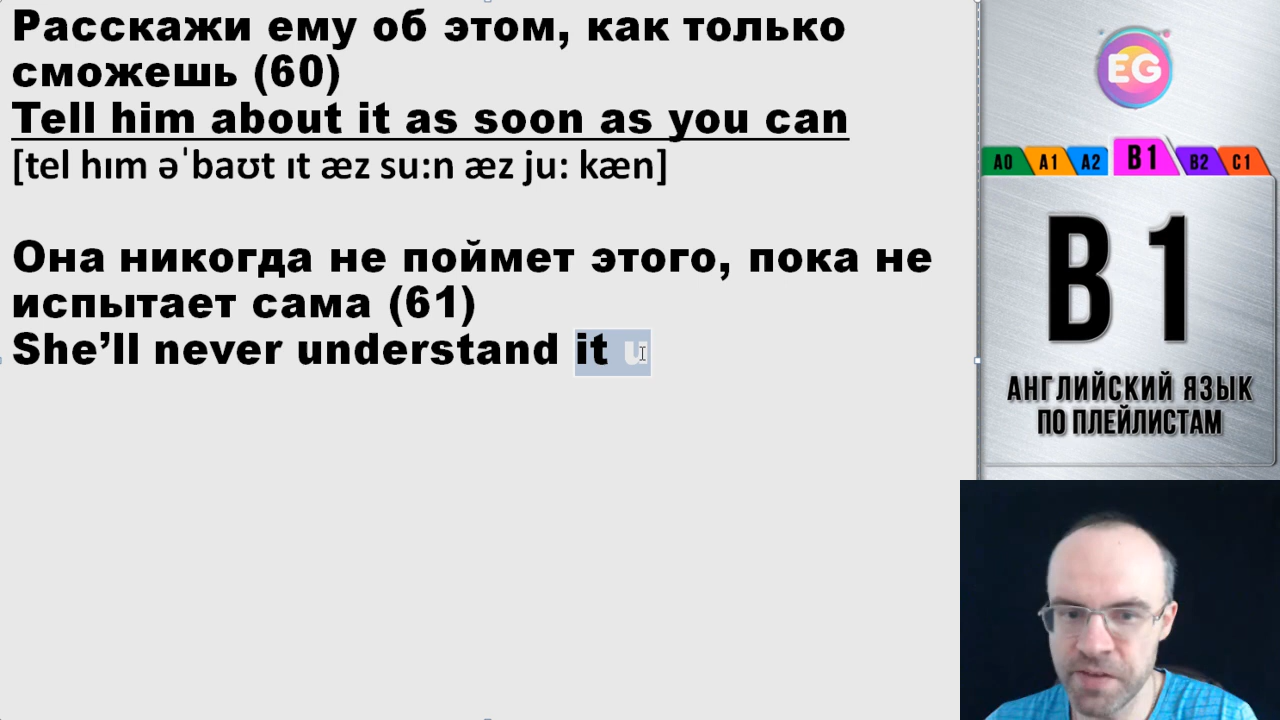 Расскажи ему об этом, как только
сможешь (60)
Tell him about it as soon as you can
[tel hɪm əˈbaʊt ɪt æz su:n æz ju: kæn]
Она никогда не поймет этого, пока не
испытает сама (61)
She’ll never understand it u
EG
A0 A1 A2 B1 B2 C1
B 1
АНГЛИЙСКИЙ ЯЗЫК
ПО ПЛЕЙЛИСТАМ